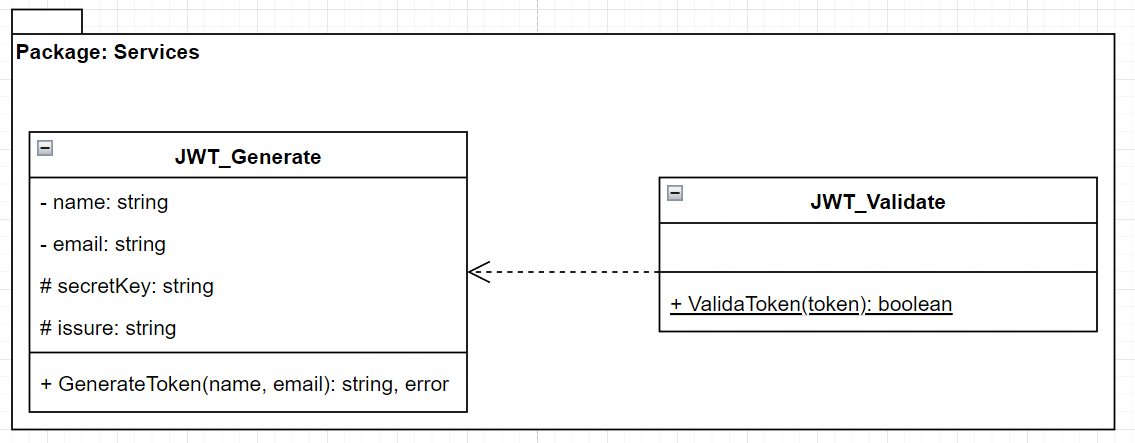 Package: Services
JWT_Generate
- name: string
- email: string
# secretKey: string
# issure: string
+ GenerateToken(name, email): string, error
JWT_Validate
+ ValidaToken(token): boolean